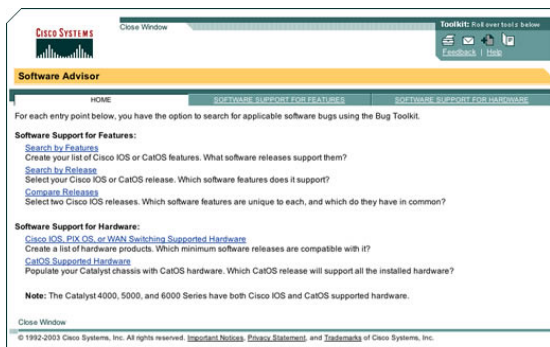 CISCO SYSTEMS
Close Window
Toolkit: Roll over tools below
Feedback | Help
Software Advisor
HOME
SOFTWARE SUPPORT FOR FEATURES
SOFTWARE SUPPORT FOR HARDWARE
For each entry point below, you have the option to search for applicable software bugs using the Bug Toolkit.
Software Support for Features:
Search by Features
Create your list of Cisco IOS or CatOS features. What software releases support them?
Search by Release
Select your Cisco IOS or CatOS release. Which software features does it support?
Compare Releases
Select two Cisco IOS releases. Which software features are unique to each, and which do they have in common?
Software Support for Hardware:
Cisco IOS, PIX OS, or WAN Switching Supported Hardware
Create a list of hardware products. Which minimum software releases are compatible with it?
CatOS Supported Hardware
Populate your Catalyst chassis with CatOS hardware. Which CatOS release will support all the installed hardware?
Note: The Catalyst 4000, 5000, and 6000 Series have both Cisco IOS and CatOS supported hardware.
Close Window
© 1992-2003 Cisco Systems, Inc. All rights reserved. Important Notices, Privacy Statement, and Trademarks of Cisco Systems, Inc.